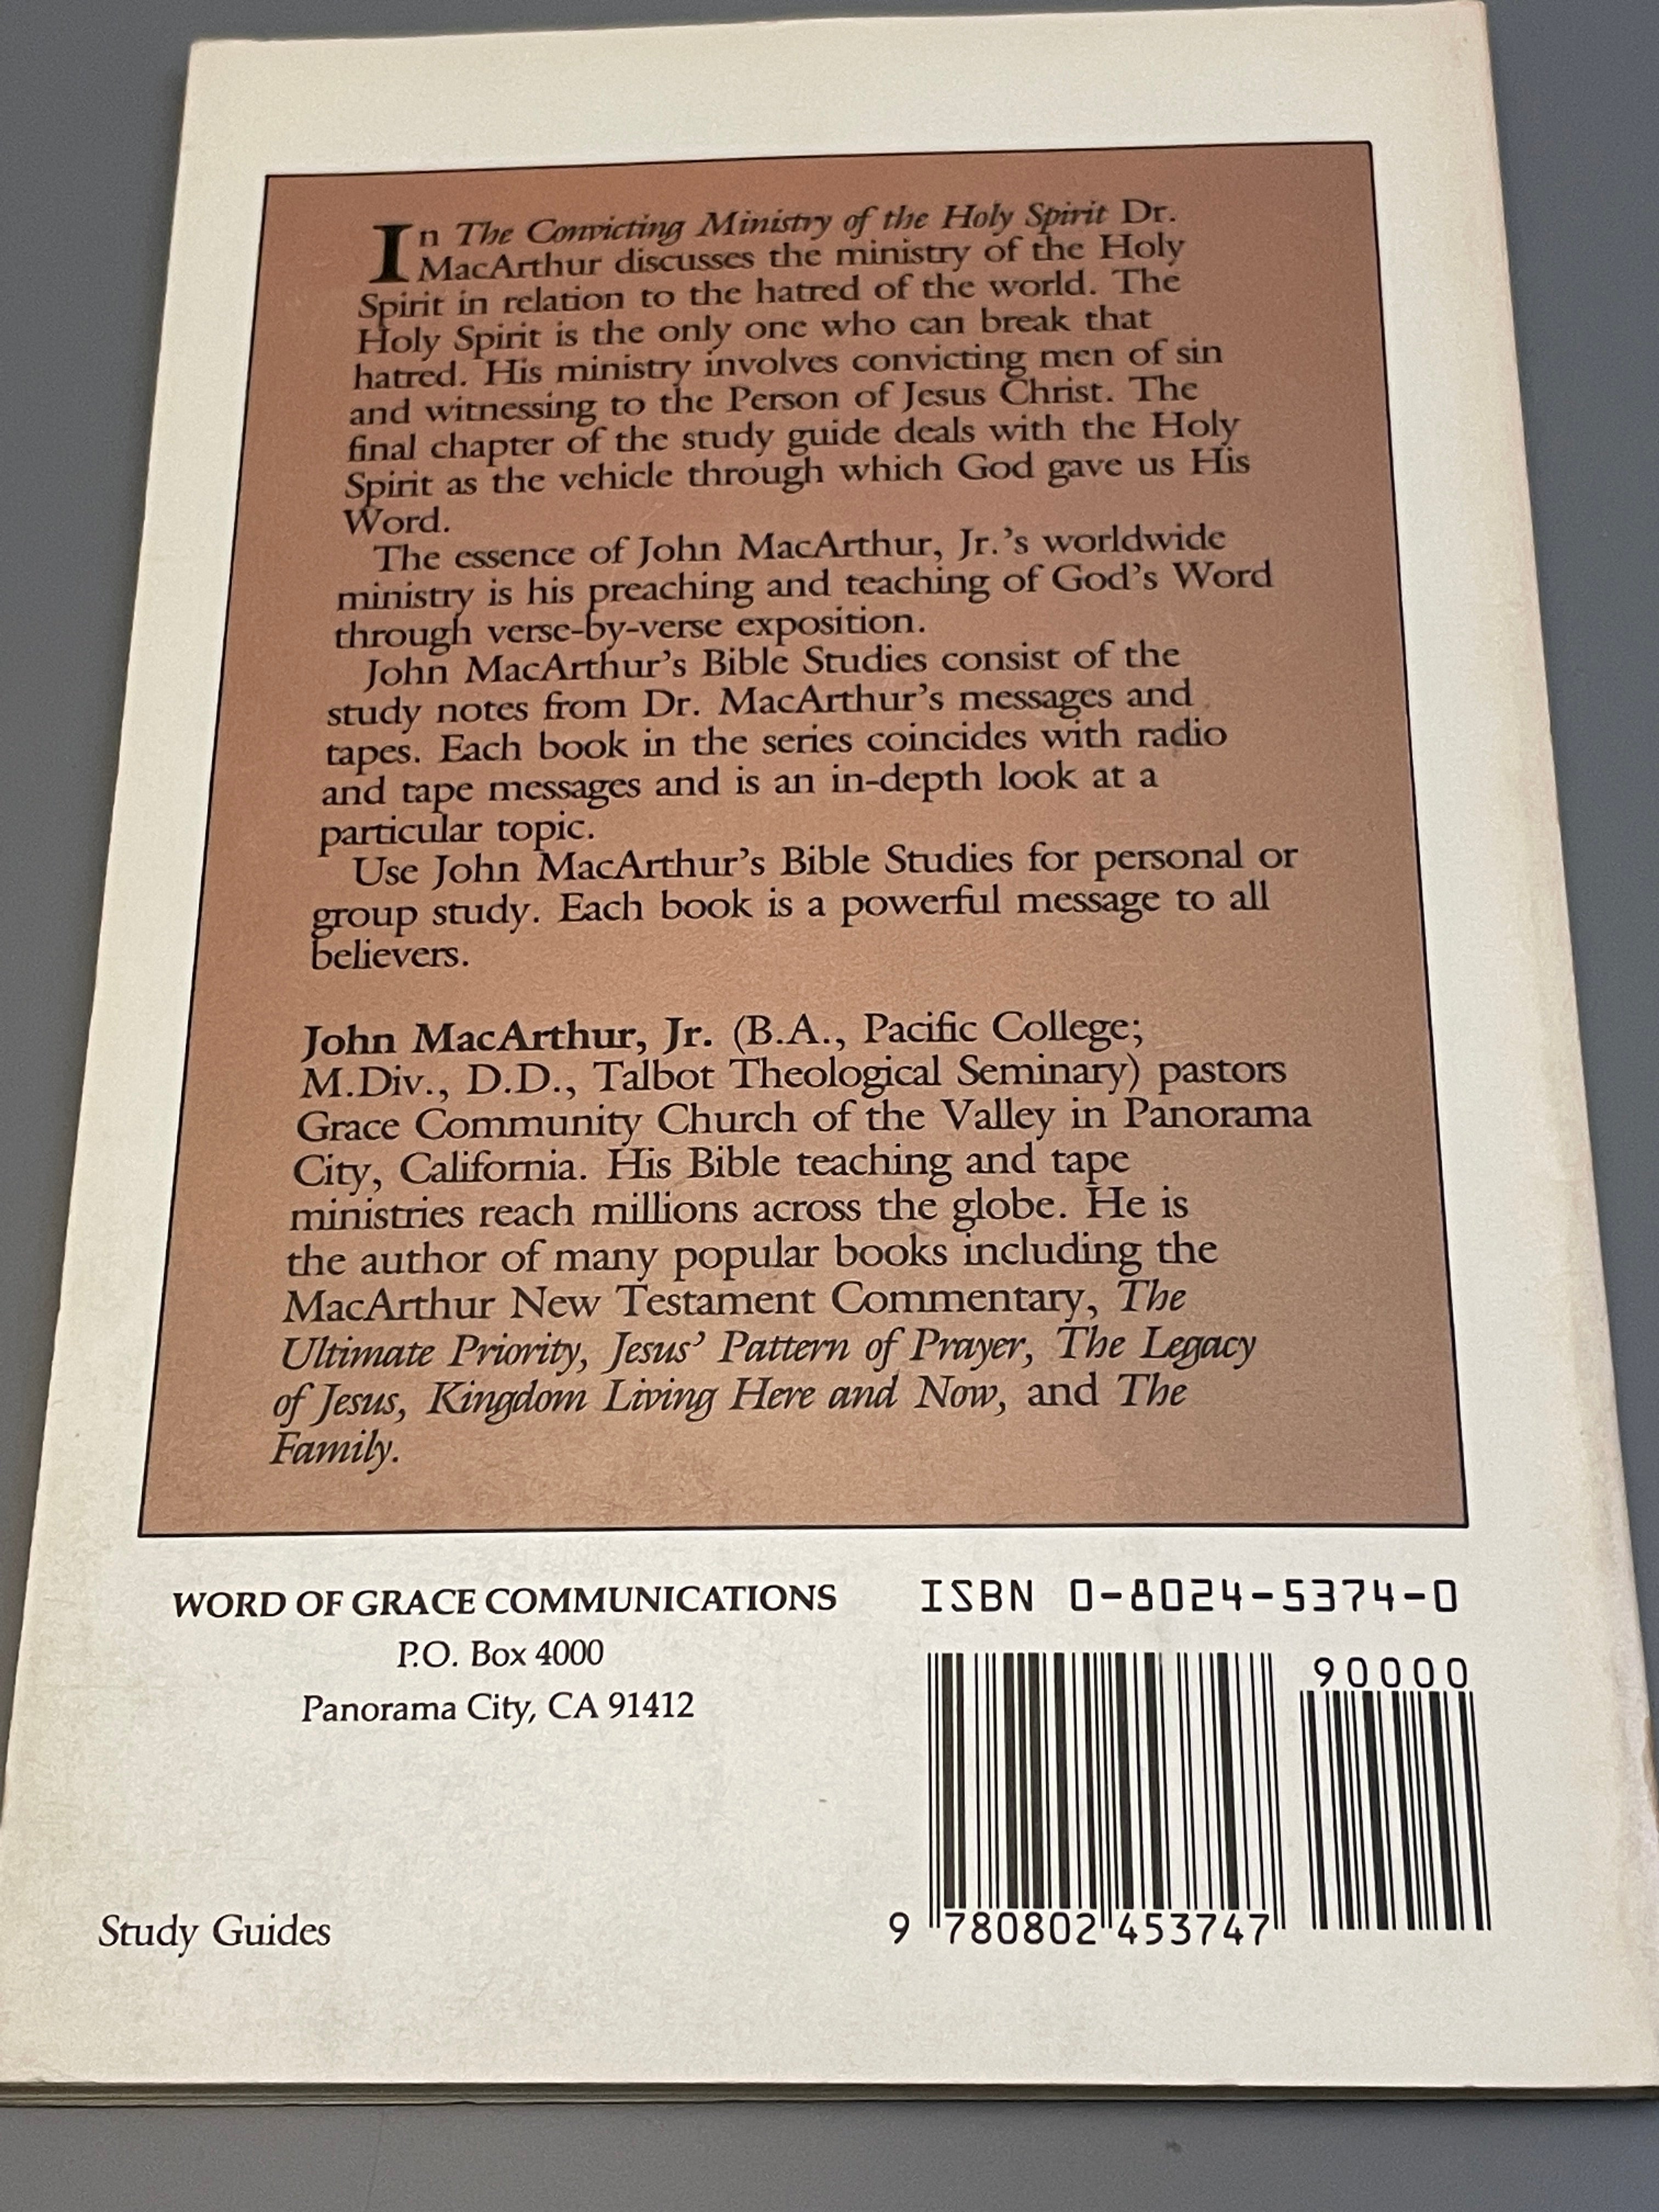 In The Convicting Ministry of the Holy Spirit Dr.
MacArthur discusses the ministry of the Holy
Spirit in relation to the hatred of the world. The
Holy Spirit is the only one who can break that
hatred. His ministry involves convicting men of sin
and witnessing to the Person of Jesus Christ. The
final chapter of the study guide deals with the Holy
Spirit as the vehicle through which God gave us His
Word.
The essence of John MacArthur, Jr.'s worldwide
ministry is his preaching and teaching of God's Word
through verse-by-verse exposition.
John MacArthur's Bible Studies consist of the
study notes from Dr. MacArthur's messages and
tapes. Each book in the series coincides with radio
and tape messages and is an in-depth look at a
particular topic.
Use John MacArthur's Bible Studies for personal or
group study. Each book is a powerful message to all
believers.
John MacArthur, Jr. (B.A., Pacific College;
M.Div., D.D., Talbot Theological Seminary) pastors
Grace Community Church of the Valley in Panorama
City, California. His Bible teaching and tape
ministries reach millions across the globe. He is
the author of many popular books including the
MacArthur New Testament Commentary, The
Ultimate Priority, Jesus' Pattern of Prayer, The Legacy
of Jesus, Kingdom Living Here and Now, and The
Family.
WORD OF GRACE COMMUNICATIONS
P.O. Box 4000
Panorama City, CA 91412
Study Guides
ISBN 0-8024-5374-0
90000
9 780802 453747